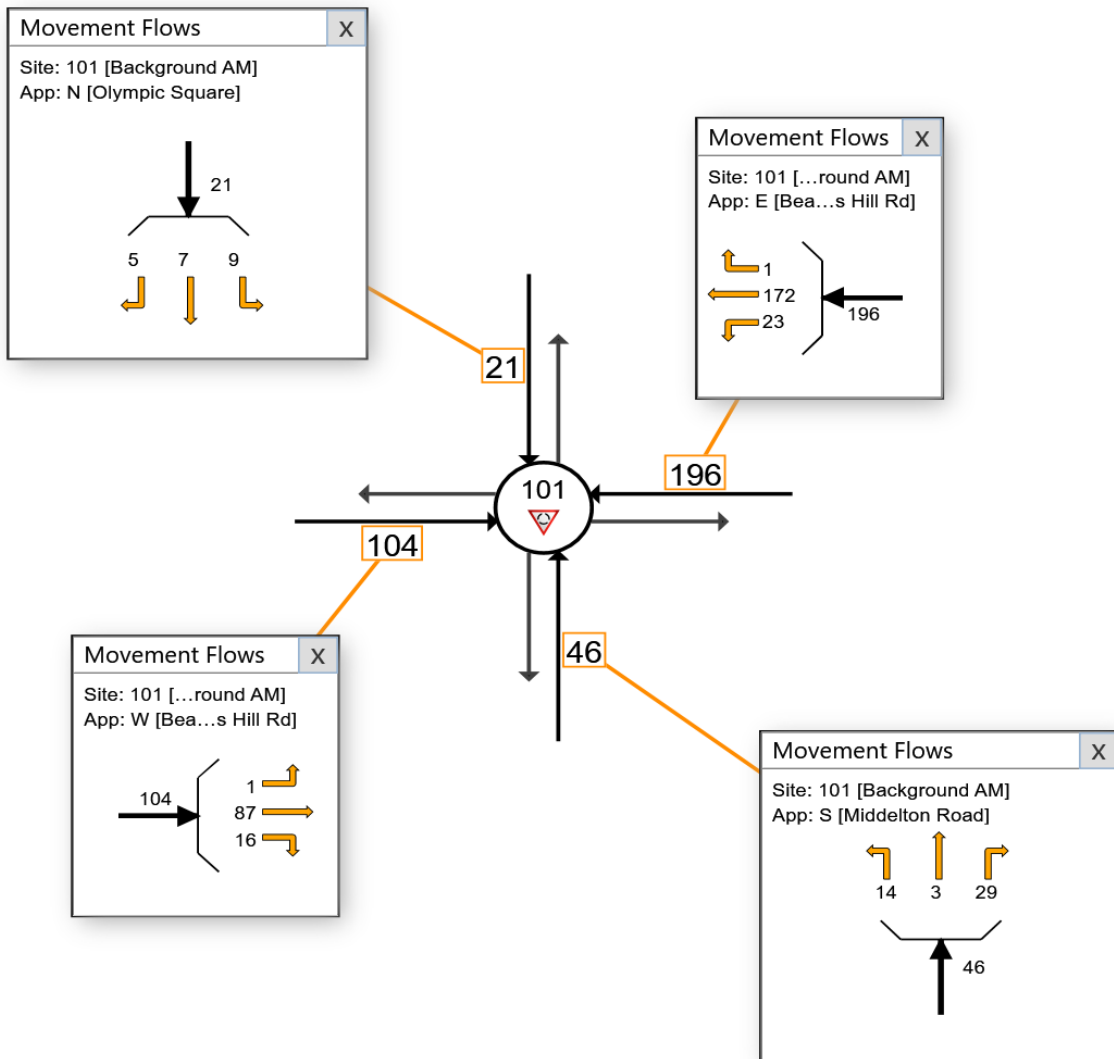 Movement Flows X
Site: 101 [Background AM]
App: N [Olympic Square]
21
5 7 9
Movement Flows X
Site: 101 [...round AM]
App: E [Bea...s Hill Rd]
1
172
23
196
21
196
101
104
46
Movement Flows X
Site: 101 [...round AM]
App: W [Bea...s Hill Rd]
104
1
87
16
Movement Flows X
Site: 101 [Background AM]
App: S [Middelton Road]
14 3 29
46